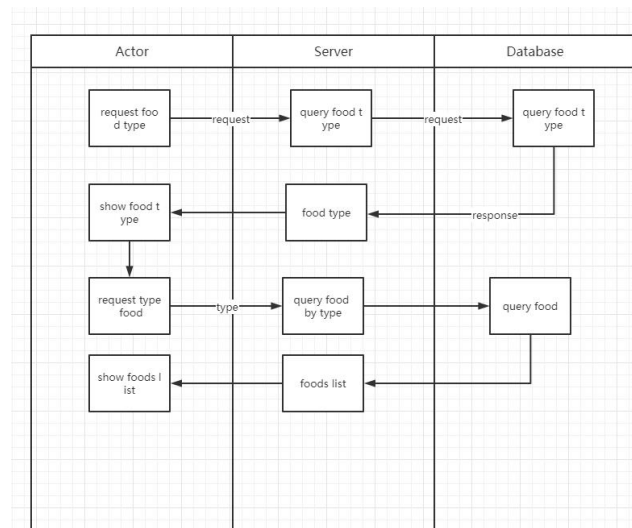 Actor
Server
Database
request foo
d type
request
query food t
ype
request
query food t
ype
show food t
ype
food type
response
request type
food
type
query food
by type
query food
show foods l
ist
foods list